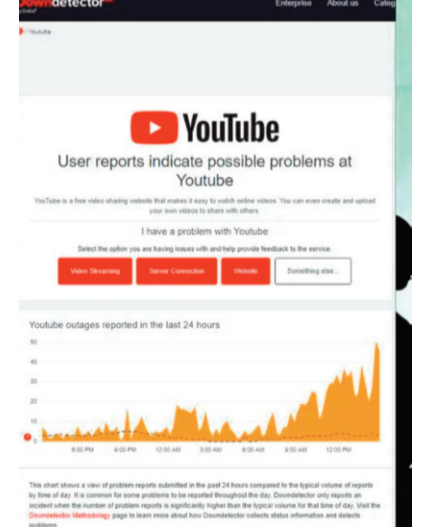 Downdetector
Enterprise About us Categ
/ Youtube
YouTube
User reports indicate possible problems at
Youtube
YouTube is a free video sharing website that makes it easy to watch online videos. You can even create and upload
your own videos to share with others.
I have a problem with Youtube
Select the option you are having issues with and help provide feedback to the service.
Video Streaming Server Connection Website Something else...
Youtube outages reported in the last 24 hours
50
40
30
20
10
0
6:00 PM 9:00 PM 12:00 AM 3:00 AM 6:00 AM 9:00 AM 12:00 PM
This chart shows a view of problem reports submitted in the past 24 hours compared to the typical volume of reports
by time of day. It is common for some problems to be reported throughout the day. Downdetector only reports an
incident when the number of problem reports is significantly higher than the typical volume for that time of day. Visit the
Downdetector Methodology page to learn more about how Downdetector collects status information and detects
problems.